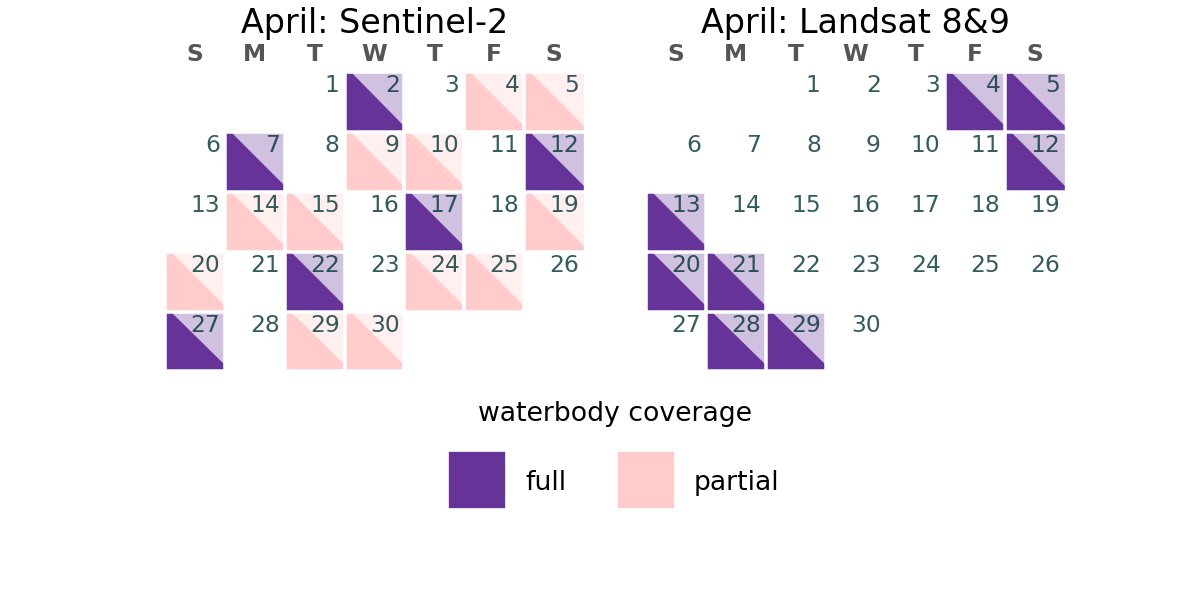 April: Sentinel-2
S M T W T F S
1 2 3 4 5
6 7 8 9 10 11 12
13 14 15 16 17 18 19
20 21 22 23 24 25 26
27 28 29 30
April: Landsat 8&9
S M T W T F S
1 2 3 4 5
6 7 8 9 10 11 12
13 14 15 16 17 18 19
20 21 22 23 24 25 26
27 28 29 30
waterbody coverage
full partial